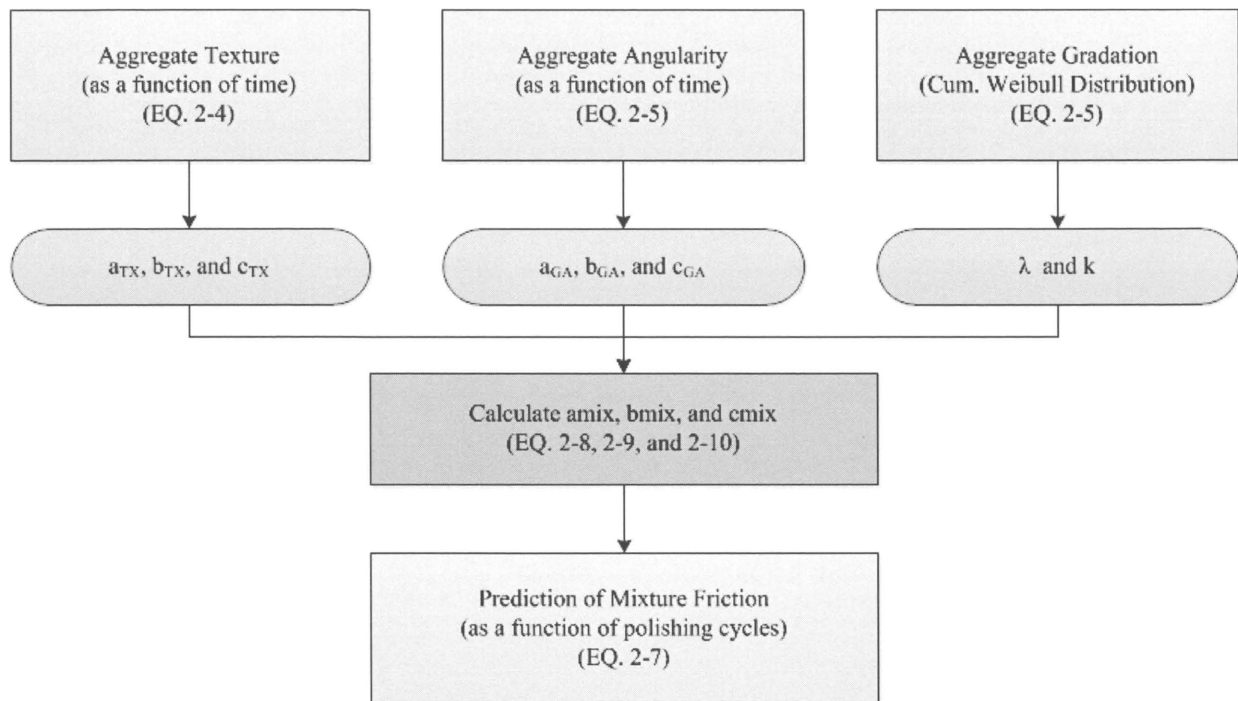 Aggregate Texture
(as a function of time)
(EQ. 2-4)
Aggregate Angularity
(as a function of time)
(EQ. 2-5)
Aggregate Gradation
(Cum. Weibull Distribution)
(EQ. 2-5)
aTX, bTX, and cTX
aGA, bGA, and cGA
λ and k
Calculate amix, bmix, and cmix
(EQ. 2-8, 2-9, and 2-10)
Prediction of Mixture Friction
(as a function of polishing cycles)
(EQ. 2-7)